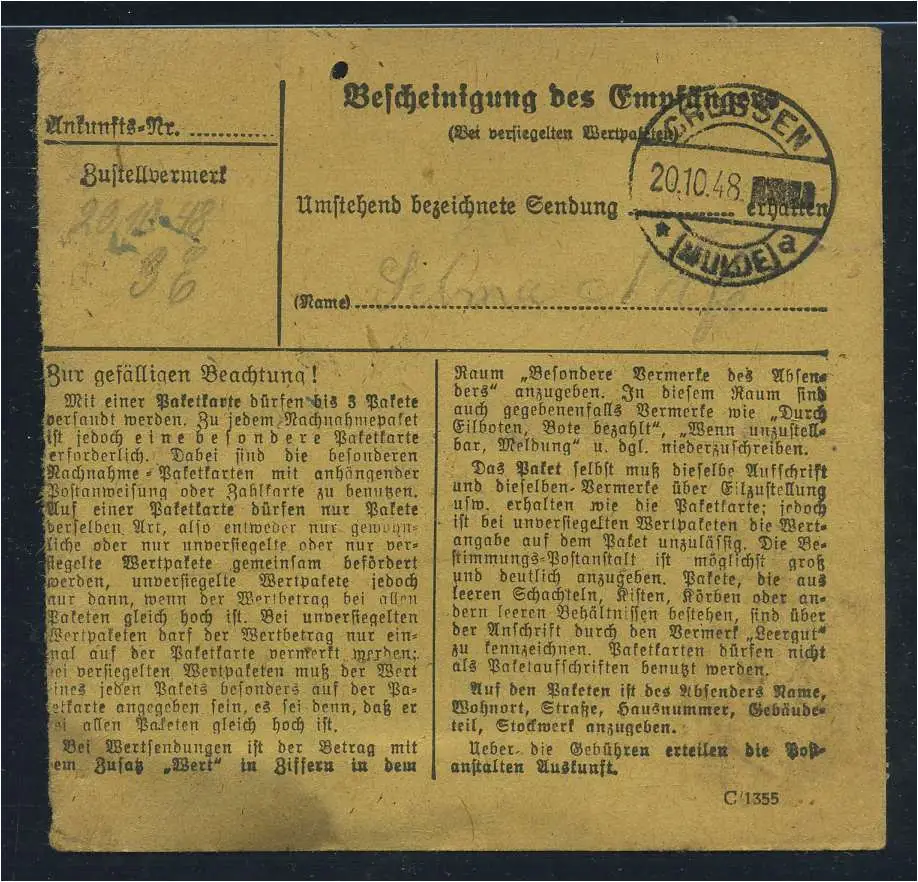 Bescheinigung des Empfängers
Ankunfts-Nr.
(Bei versiegelten Wertpaketen)
CROSSEN
Zustellvermerk
20.10.48
Umstehend bezeichnete Sendung erhalten
20.10.48
* (MULDE) a
(Name)
Zur gefälligen Beachtung!
Mit einer Paketkarte dürfen bis 3 Pakete
versandt werden. Zu jedem Nachnahmepaket
ist jedoch eine besondere Paketkarte
erforderlich. Dabei sind die besonderen
Nachnahme-Paketkarten mit anhängender
Postanweisung oder Zahlkarte zu benutzen.
Auf einer Paketkarte dürfen nur Pakete
derselben Art, also entweder nur gewöhn-
liche oder nur unversiegelte oder nur ver-
siegelte Wertpakete gemeinsam befördert
werden, unversiegelte Wertpakete jedoch
nur dann, wenn der Wertbetrag bei allen
Paketen gleich hoch ist. Bei unversiegelten
Wertpaketen darf der Wertbetrag nur ein-
mal auf der Paketkarte vermerkt werden;
bei versiegelten Wertpaketen muß der Wert
eines jeden Pakets besonders auf der Pa-
ketkarte angegeben sein, es sei denn, daß er
bei allen Paketen gleich hoch ist.
Bei Wertsendungen ist der Betrag mit
dem Zusatz „Wert“ in Ziffern in dem
Raum „Besondere Vermerke des Absen-
ders“ anzugeben. In diesem Raum sind
auch gegebenenfalls Vermerke wie „Durch
Eilboten, Bote bezahlt“, „Wenn unzustell-
bar, Meldung“ u. dgl. niederzuschreiben.
Das Paket selbst muß dieselbe Aufschrift
und dieselben Vermerke über Eilzustellung
usw. erhalten wie die Paketkarte; jedoch
ist bei unversiegelten Wertpaketen die Wert-
angabe auf dem Paket unzulässig. Die Be-
stimmungs-Postanstalt ist möglichst groß
und deutlich anzugeben. Pakete, die aus
leeren Schachteln, Kisten, Körben oder an-
dern leeren Behältnissen bestehen, sind über
der Anschrift durch den Vermerk „Leergut“
zu kennzeichnen. Paketkarten dürfen nicht
als Paketaufschriften benutzt werden.
Auf den Paketen ist des Absenders Name,
Wohnort, Straße, Hausnummer, Gebäude-
teil, Stockwerk anzugeben.
Ueber die Gebühren erteilen die Post-
anstalten Auskunft.
C/1355